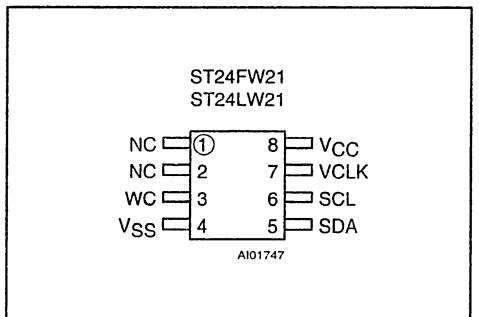 ST24FW21
ST24LW21
NC 1 8 VCC
NC 2 7 VCLK
WC 3 6 SCL
VSS 4 5 SDA
AI01747